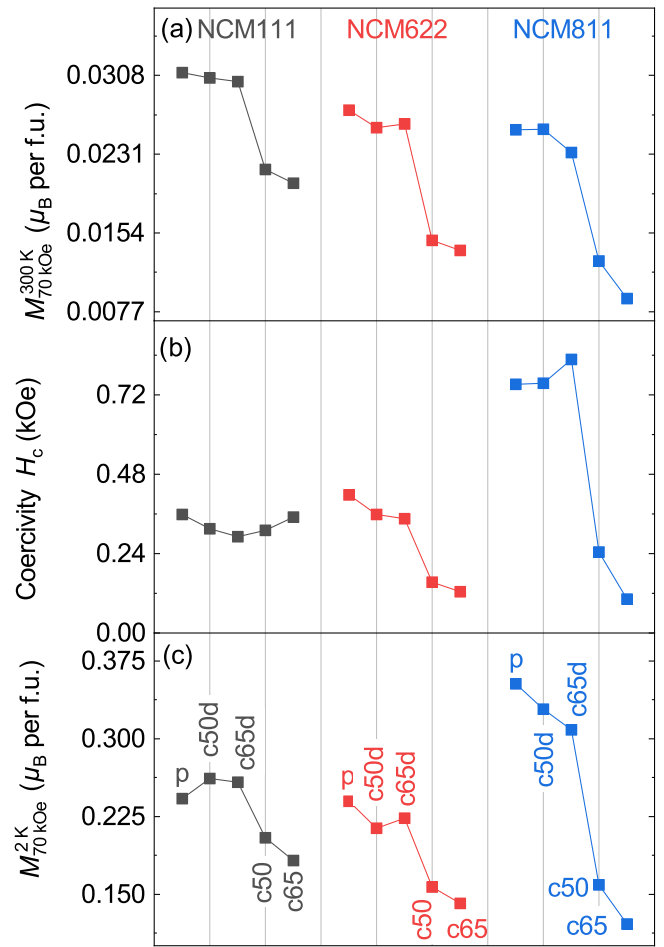 (a) NCM111 NCM622 NCM811
0.0308
0.0231
0.0154
0.0077
M 300 K 70 kOe (μB per f.u.)
(b)
0.72
0.48
0.24
0.00
Coercivity Hc (kOe)
(c)
0.375
0.300
0.225
0.150
M 2 K 70 kOe (μB per f.u.)
p
c50d
c65d
c50
c65
p
c50d
c65d
c50
c65
p
c50d
c65d
c50
c65